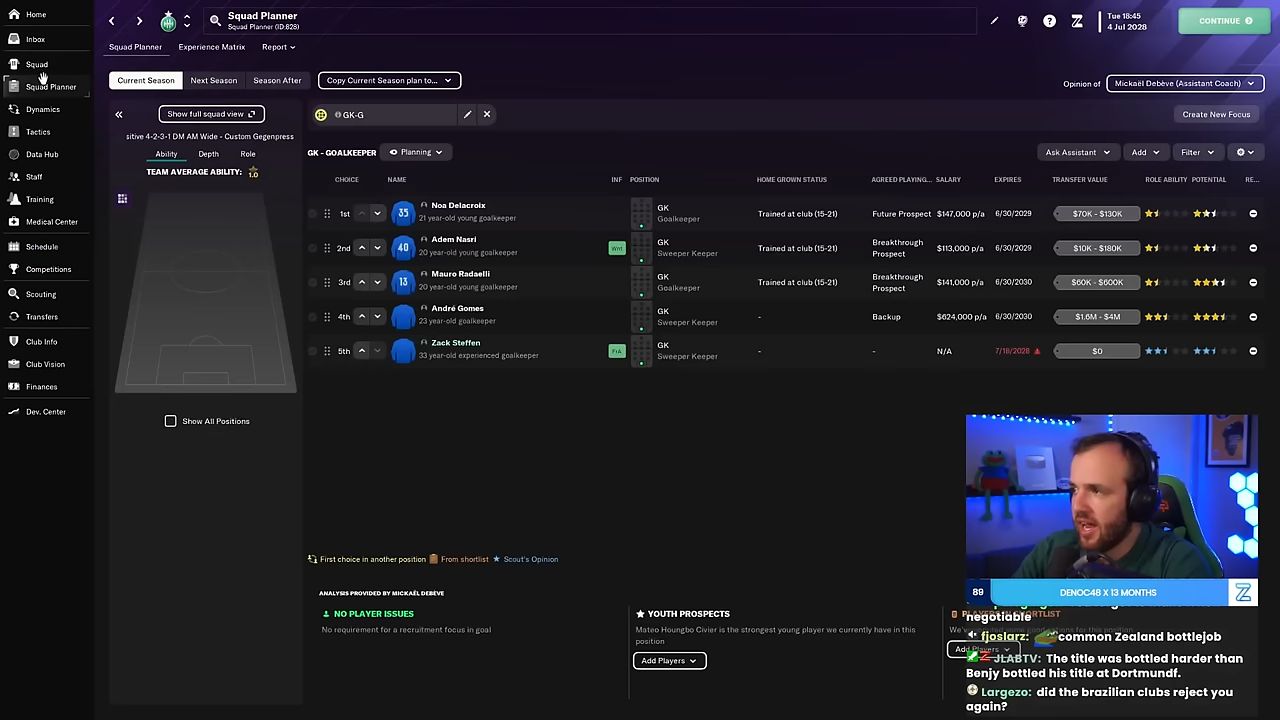 Home
Inbox
Squad
Squad Planner
Dynamics
Tactics
Data Hub
Staff
Training
Medical Center
Schedule
Competitions
Scouting
Transfers
Club Info
Club Vision
Finances
Dev. Center
Squad Planner
Squad Planner (ID:828)
Tue 18:45
4 Jul 2028
CONTINUE
Squad Planner
Experience Matrix
Report
Current Season
Next Season
Season After
Copy Current Season plan to...
Opinion of
Mickaël Debève (Assistant Coach)
Show full squad view
sitive 4-2-3-1 DM AM Wide - Custom Gegenpress
Ability
Depth
Role
TEAM AVERAGE ABILITY:
1.0
Show All Positions
GK-G
Create New Focus
GK - GOALKEEPER
Planning
Ask Assistant
Add
Filter
CHOICE NAME INF POSITION HOME GROWN STATUS AGREED PLAYING... SALARY EXPIRES TRANSFER VALUE ROLE ABILITY POTENTIAL RE...
1st 35 Noa Delacroix
21 year-old young goalkeeper
GK
Goalkeeper
Trained at club (15-21)
Future Prospect
$147,000 p/a
6/30/2029
$70K - $130K
2nd 40 Adem Nasri
20 year-old young goalkeeper
Wnt
GK
Sweeper Keeper
Trained at club (15-21)
Breakthrough
Prospect
$113,000 p/a
6/30/2029
$10K - $180K
3rd 13 Mauro Radaelli
20 year-old young goalkeeper
GK
Goalkeeper
Trained at club (15-21)
Breakthrough
Prospect
$141,000 p/a
6/30/2030
$60K - $600K
4th André Gomes
23 year-old goalkeeper
GK
Sweeper Keeper
-
Backup
$624,000 p/a
6/30/2030
$1.6M - $4M
5th Zack Steffen
33 year-old experienced goalkeeper
FrA
GK
Sweeper Keeper
-
-
N/A
7/18/2028
$0
First choice in another position
From shortlist
Scout's Opinion
ANALYSIS PROVIDED BY MICKAËL DEBÈVE
NO PLAYER ISSUES
No requirement for a recruitment focus in goal
YOUTH PROSPECTS
Mateo Houngbo Civier is the strongest young player we currently have in this
position
Add Players
Add Players
89
DENOC48 X 13 MONTHS
Z
negotiable
fjoslarz: common Zealand bottlejob
JLABTV: The title was bottled harder than
Benjy bottled his title at Dortmundf.
Largezo: did the brazilian clubs reject you
again?